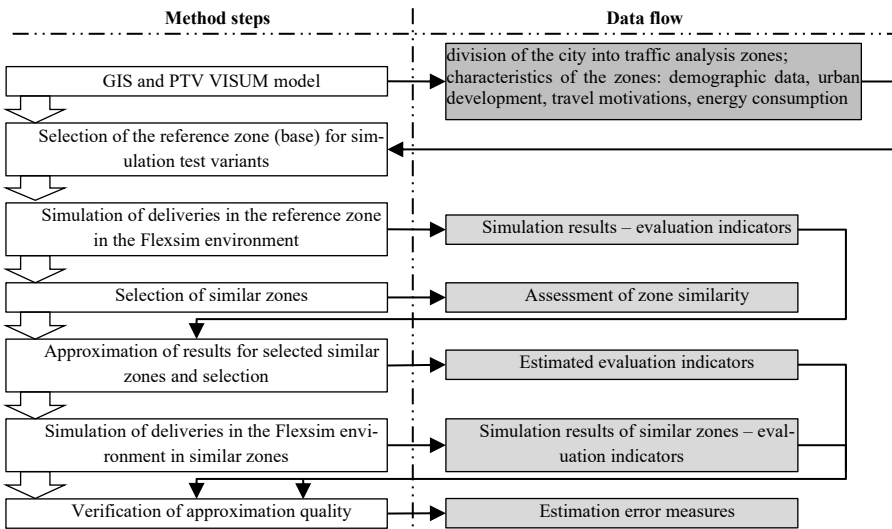 Method steps
Data flow
GIS and PTV VISUM model
division of the city into traffic analysis zones;
characteristics of the zones: demographic data, urban
development, travel motivations, energy consumption
Selection of the reference zone (base) for sim-
ulation test variants
Simulation of deliveries in the reference zone
in the Flexsim environment
Simulation results – evaluation indicators
Selection of similar zones
Assessment of zone similarity
Approximation of results for selected similar
zones and selection
Estimated evaluation indicators
Simulation of deliveries in the Flexsim envi-
ronment in similar zones
Simulation results of similar zones – eval-
uation indicators
Verification of approximation quality
Estimation error measures